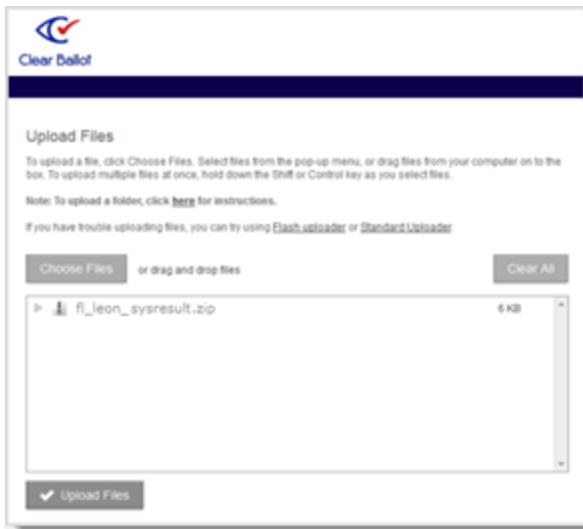 Clear Ballot
Upload Files
To upload a file, click Choose Files. Select files from the pop-up menu, or drag files from your computer on to the
box. To upload multiple files at once, hold down the Shift or Control key as you select files.
Note: To upload a folder, click here for instructions.
If you have trouble uploading files, you can try using Flash uploader or Standard Uploader.
Choose Files or drag and drop files Clear All
fl_leon_sysresult.zip 6 KB
Upload Files